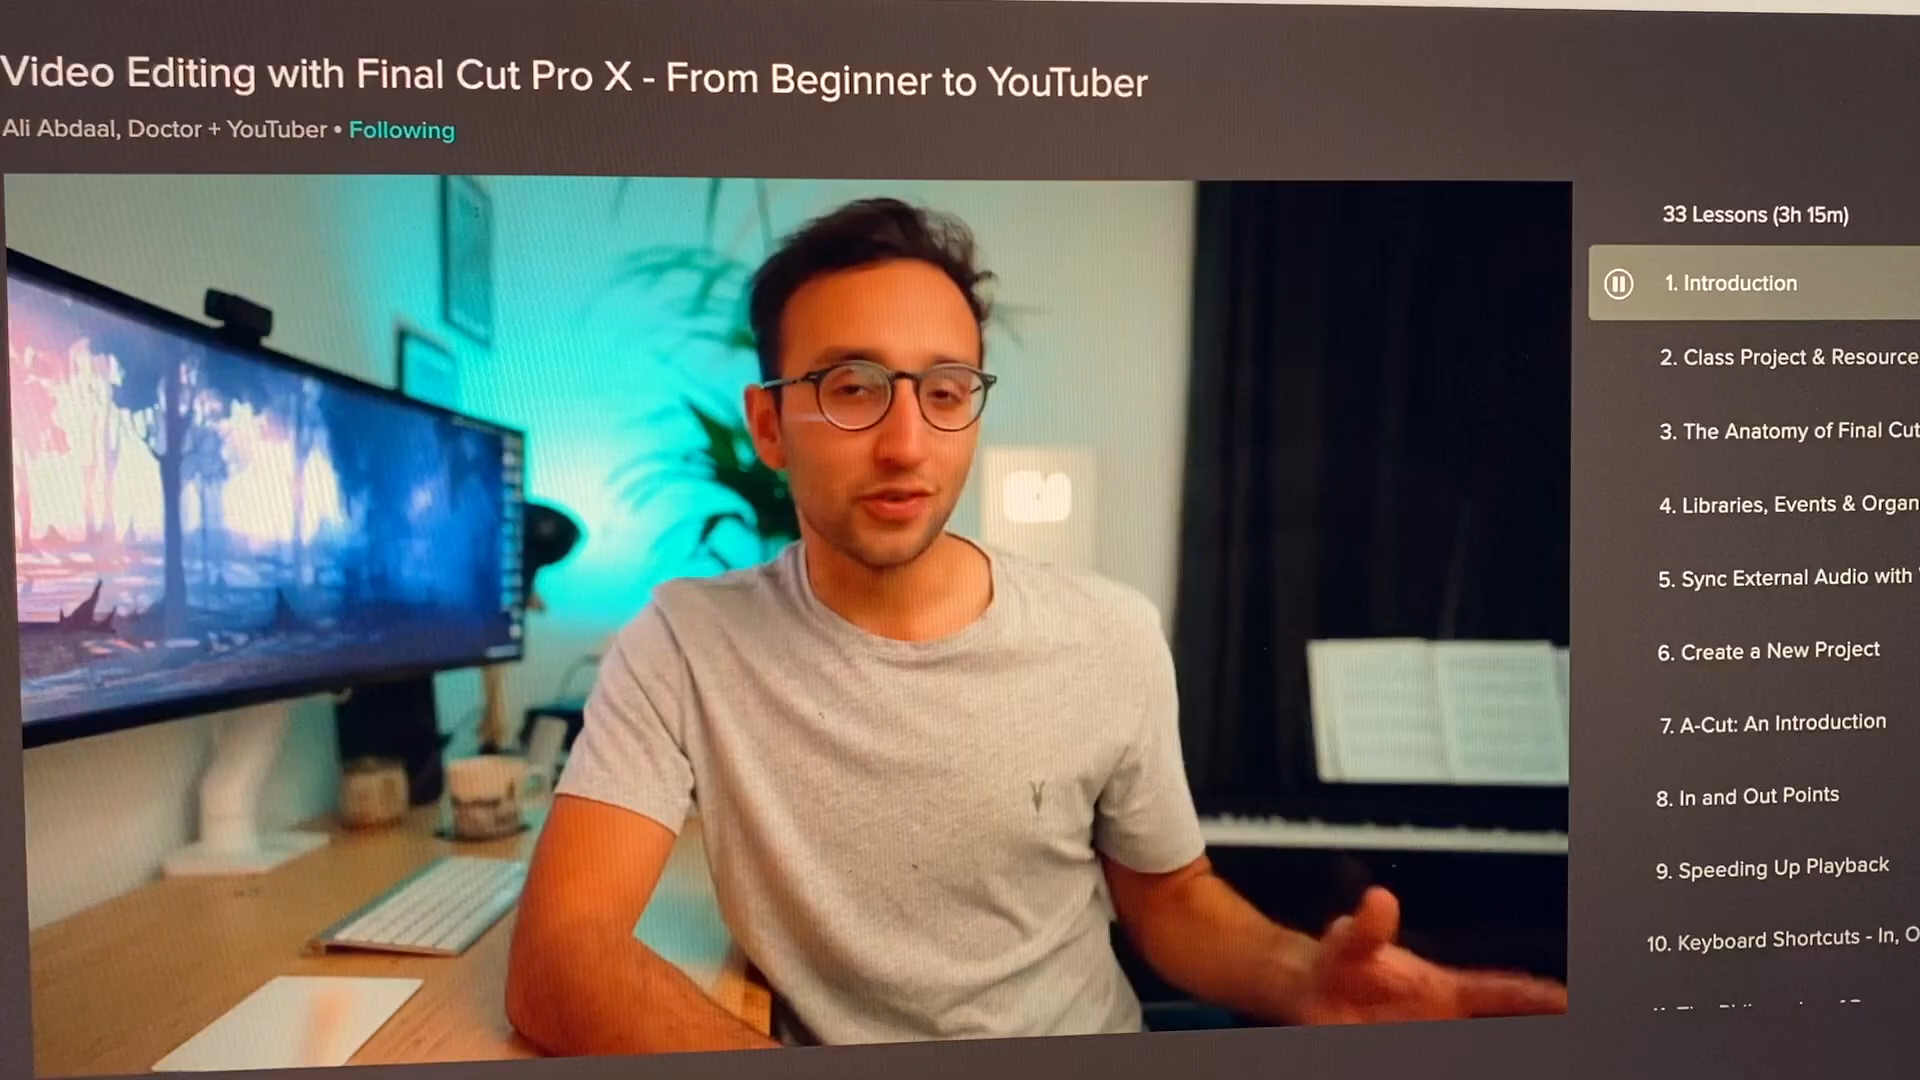 Video Editing with Final Cut Pro X - From Beginner to YouTuber
Ali Abdaal, Doctor + YouTuber • Following
33 Lessons (3h 15m)
1. Introduction
2. Class Project & Resource
3. The Anatomy of Final Cut
4. Libraries, Events & Organ
5. Sync External Audio with
6. Create a New Project
7. A-Cut: An Introduction
8. In and Out Points
9. Speeding Up Playback
10. Keyboard Shortcuts - In, O